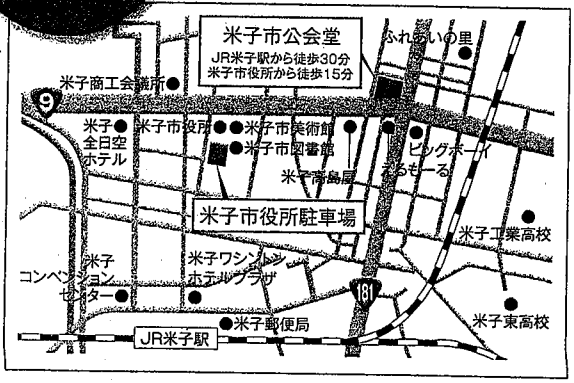 米子市公会堂
JR米子駅から徒歩30分
米子市役所から徒歩15分
ふれあいの里
米子商工会議所
9
米子
全日空
ホテル
米子市役所
米子市美術館
米子市図書館
米子高島屋
ビッグボーイ
えるもーる
米子市役所駐車場
米子工業高校
米子
コンベンション
センター
米子ワシントン
ホテルプラザ
181
米子東高校
米子郵便局
JR米子駅